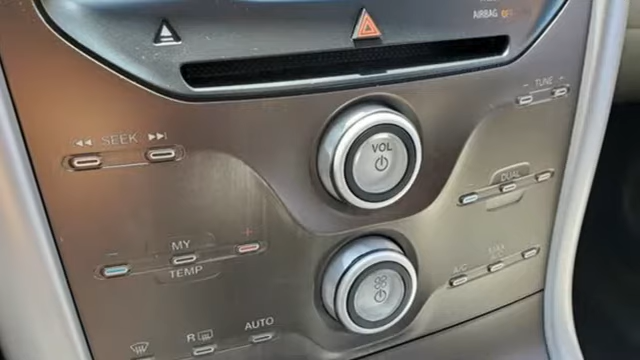 AIRBAG
TUNE
SEEK
VOL
DUAL
MY
TEMP
A/C
MAX
A/C
R
AUTO